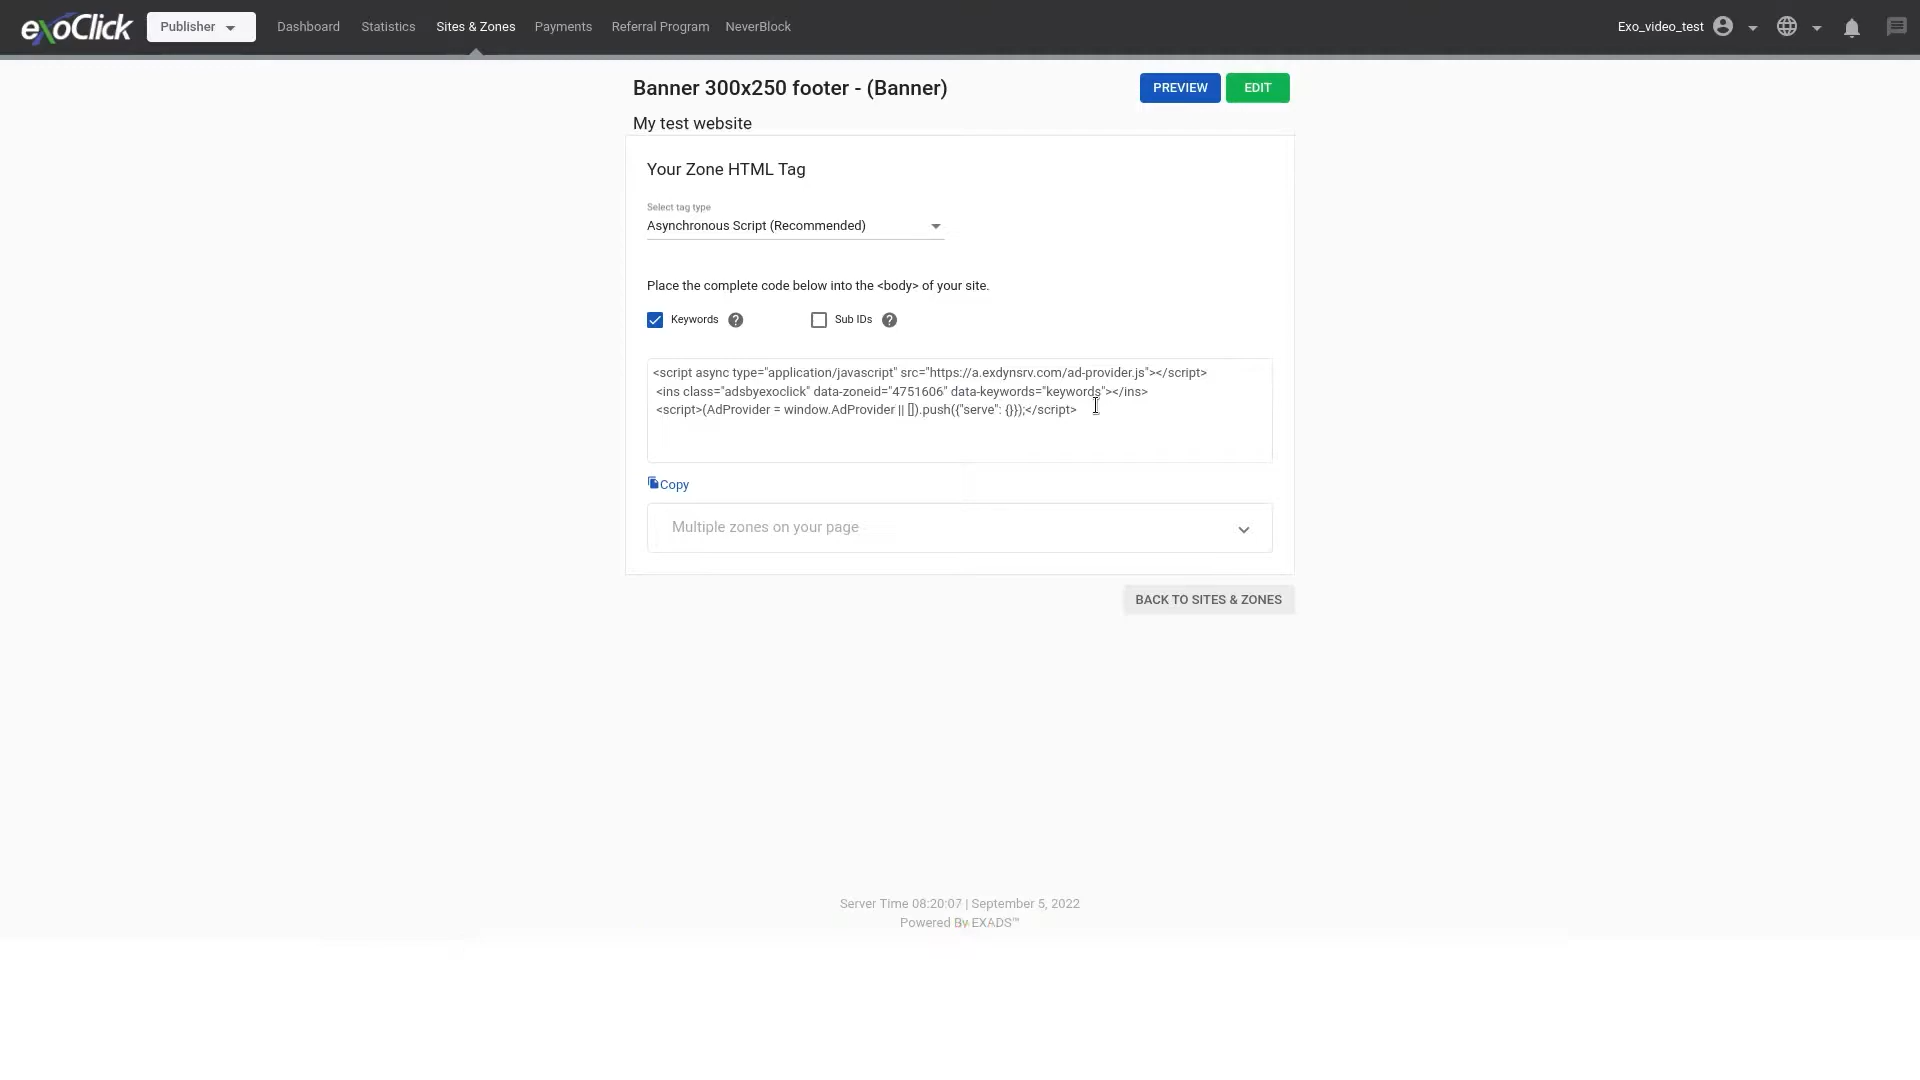 exoClick Publisher Dashboard Statistics Sites & Zones Payments Referral Program NeverBlock Exo_video_test
Banner 300x250 footer - (Banner) PREVIEW EDIT
My test website
Your Zone HTML Tag
Select tag type
Asynchronous Script (Recommended)
Place the complete code below into the <body> of your site.
Keywords Sub IDs
<script async type="application/javascript" src="https://a.exdynsrv.com/ad-provider.js"></script>
<ins class="adsbyexoclick" data-zoneid="4751606" data-keywords="keywords"></ins>
<script>(AdProvider = window.AdProvider || []).push({"serve": {}});</script>
Copy
Multiple zones on your page
BACK TO SITES & ZONES
Server Time 08:20:07 | September 5, 2022
Powered By EXADS™